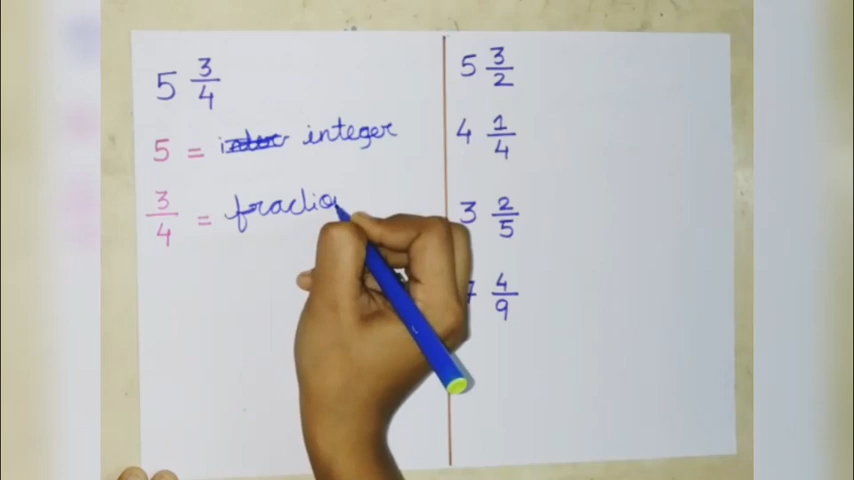 5 3/4
5 = integer
3/4 = fractio
5 3/2
4 1/4
3 2/5
7 4/9